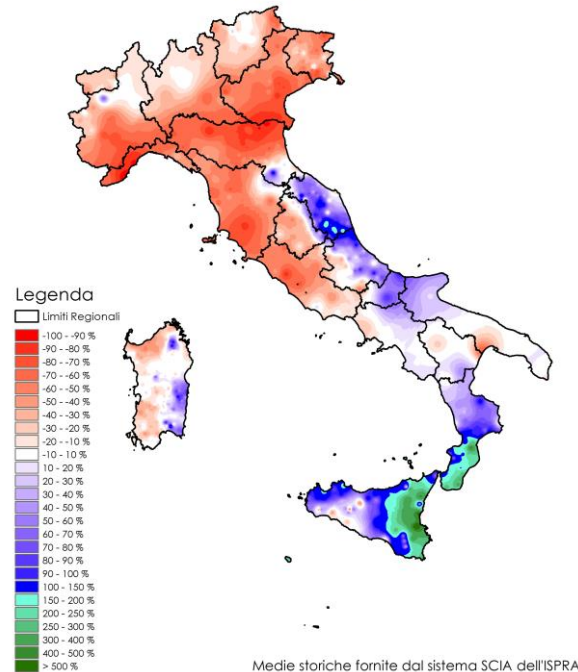 Legenda
Limiti Regionali
-100 - -90 %
-90 - -80 %
-80 - -70 %
-70 - -60 %
-60 - -50 %
-50 - -40 %
-40 - -30 %
-30 - -20 %
-20 - -10 %
-10 - 10 %
10 - 20 %
20 - 30 %
30 - 40 %
40 - 50 %
50 - 60 %
60 - 70 %
70 - 80 %
80 - 90 %
90 - 100 %
100 - 150 %
150 - 200 %
200 - 250 %
250 - 300 %
300 - 400 %
400 - 500 %
> 500 %
Medie storiche fornite dal sistema SCIA dell'ISPRA